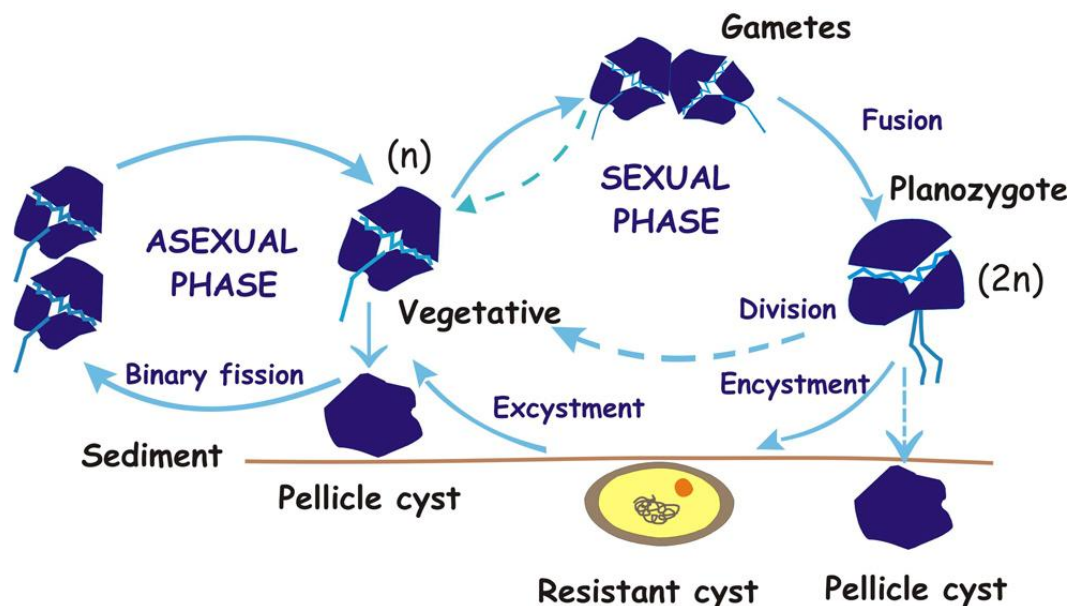 Gametes
Fusion
(n)
SEXUAL
PHASE
Planozygote
ASEXUAL
PHASE
(2n)
Vegetative
Division
Binary fission
Encystment
Excystment
Sediment
Pellicle cyst
Resistant cyst
Pellicle cyst